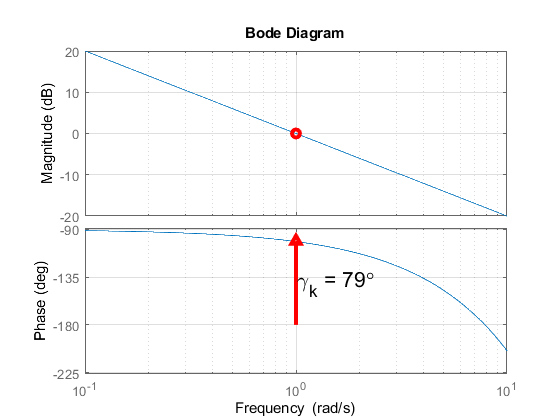 Bode Diagram
Magnitude (dB)
20
10
0
-10
-20
Phase (deg)
-90
-135
-180
-225
γk = 79°
10-1
100
101
Frequency (rad/s)